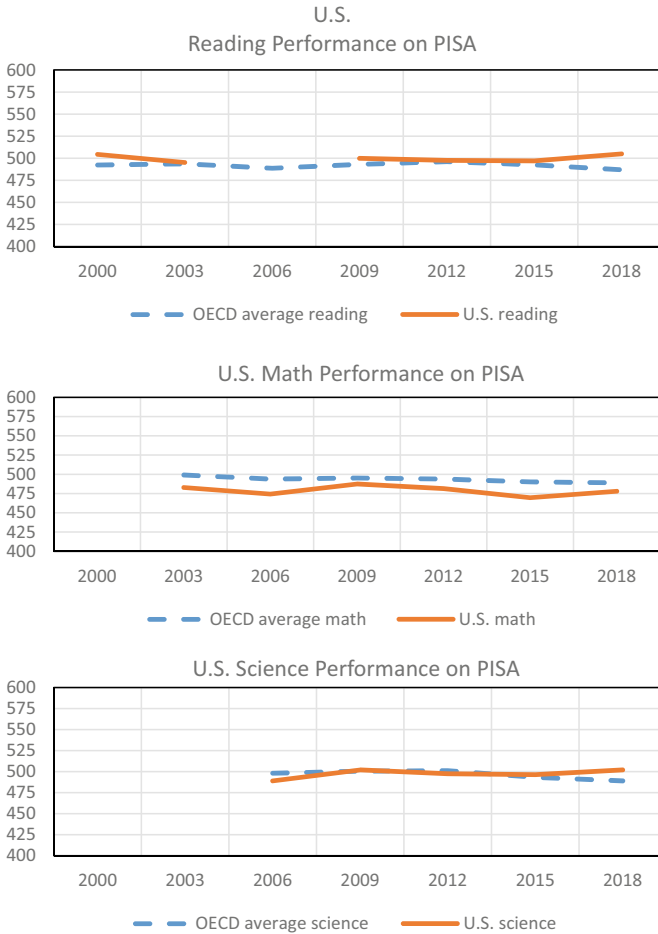 U.S.
Reading Performance on PISA
600
575
550
525
500
475
450
425
400
2000 2003 2006 2009 2012 2015 2018
OECD average reading U.S. reading
U.S. Math Performance on PISA
600
575
550
525
500
475
450
425
400
2000 2003 2006 2009 2012 2015 2018
OECD average math U.S. math
U.S. Science Performance on PISA
600
575
550
525
500
475
450
425
400
2000 2003 2006 2009 2012 2015 2018
OECD average science U.S. science